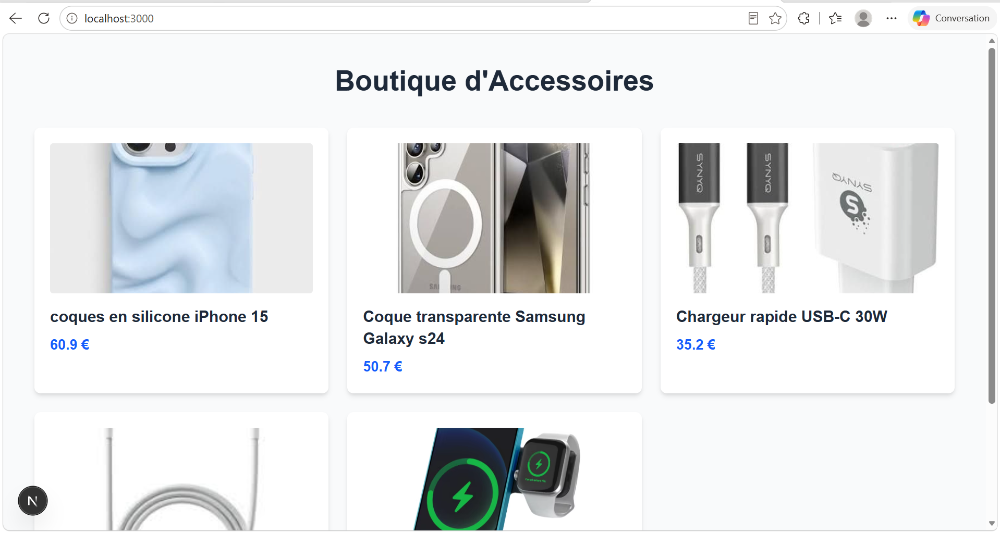 localhost:3000
Conversation
Boutique d'Accessoires
SYNYQ
SYNYQ
SYNYQ
S
coques en silicone iPhone 15
60.9 €
Coque transparente Samsung
Galaxy s24
50.7 €
Chargeur rapide USB-C 30W
35.2 €
N